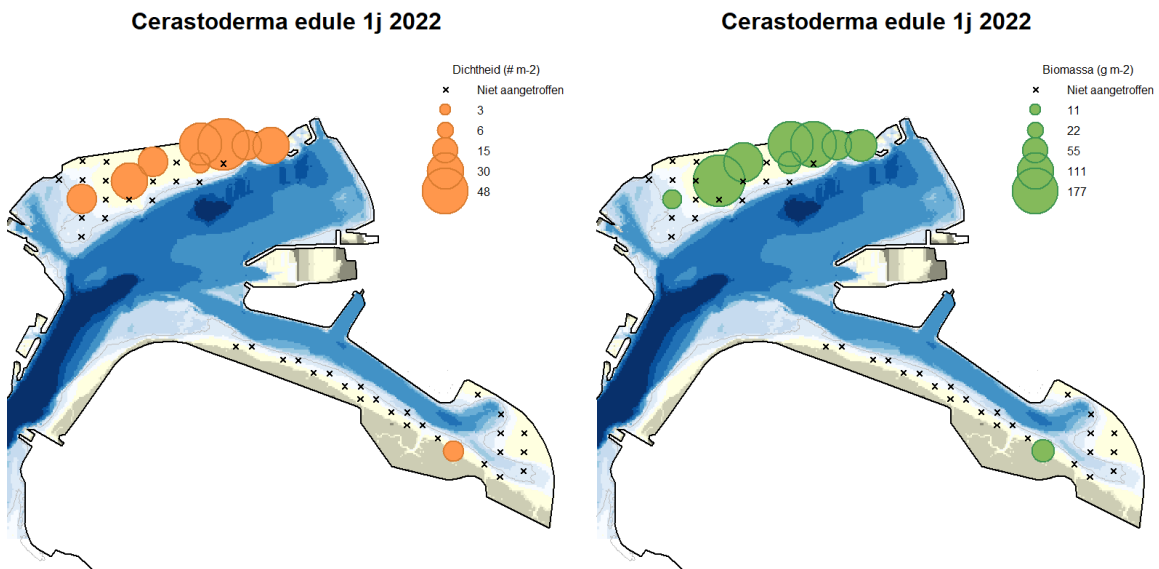 Cerastoderma edule 1j 2022
Dichtheid (# m-2)
Niet aangetroffen
3
6
15
30
48
Cerastoderma edule 1j 2022
Biomassa (g m-2)
Niet aangetroffen
11
22
55
111
177